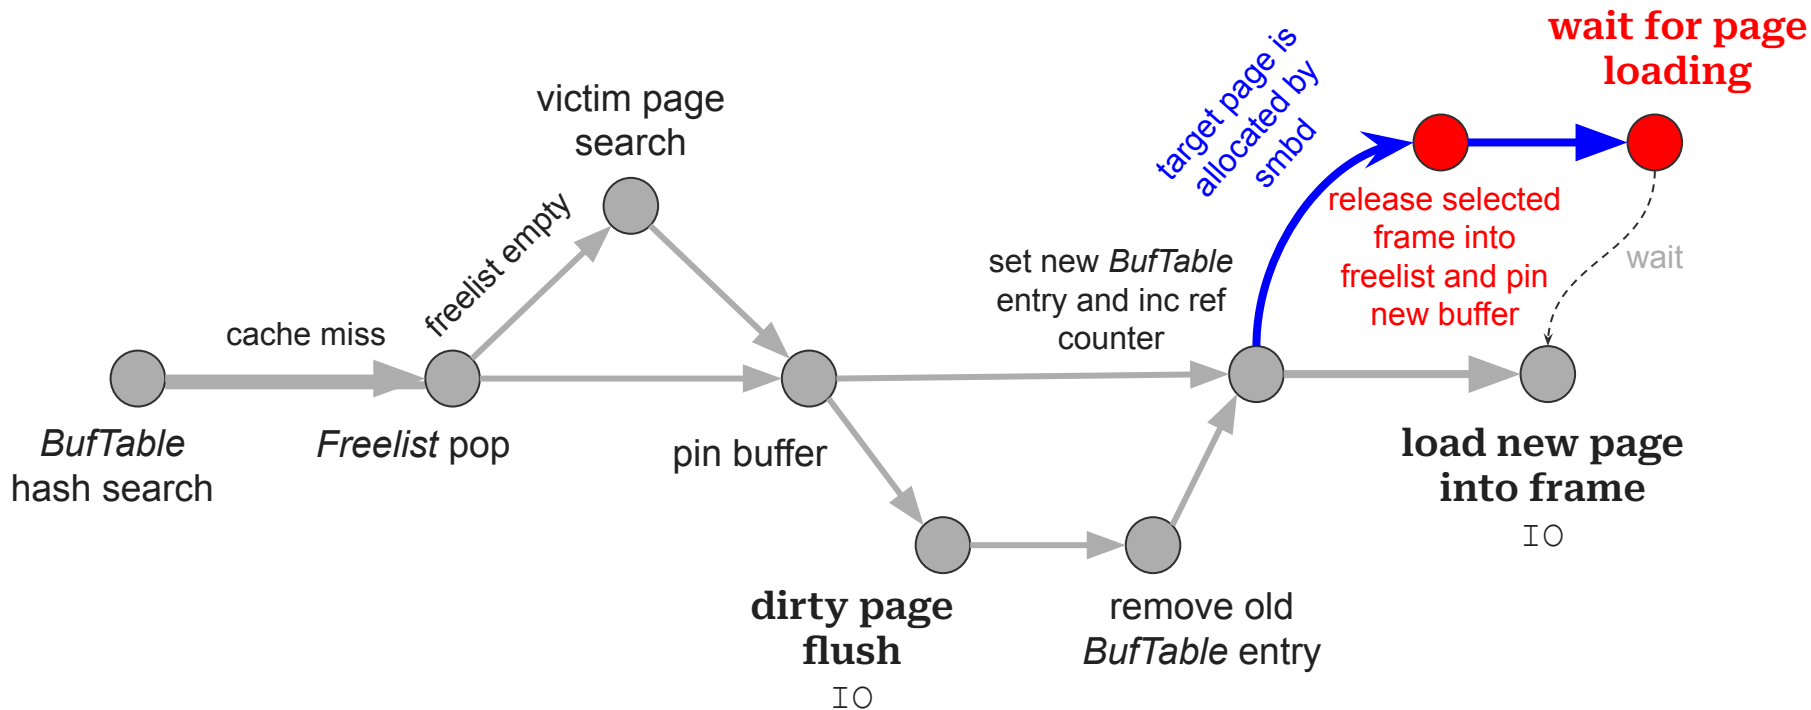 wait for page
loading
target page is
allocated by
smbd
victim page
search
freelist empty
release selected
frame into
freelist and pin
new buffer
wait
set new BufTable
entry and inc ref
counter
cache miss
BufTable
hash search
Freelist pop
pin buffer
load new page
into frame
IO
dirty page
flush
IO
remove old
BufTable entry